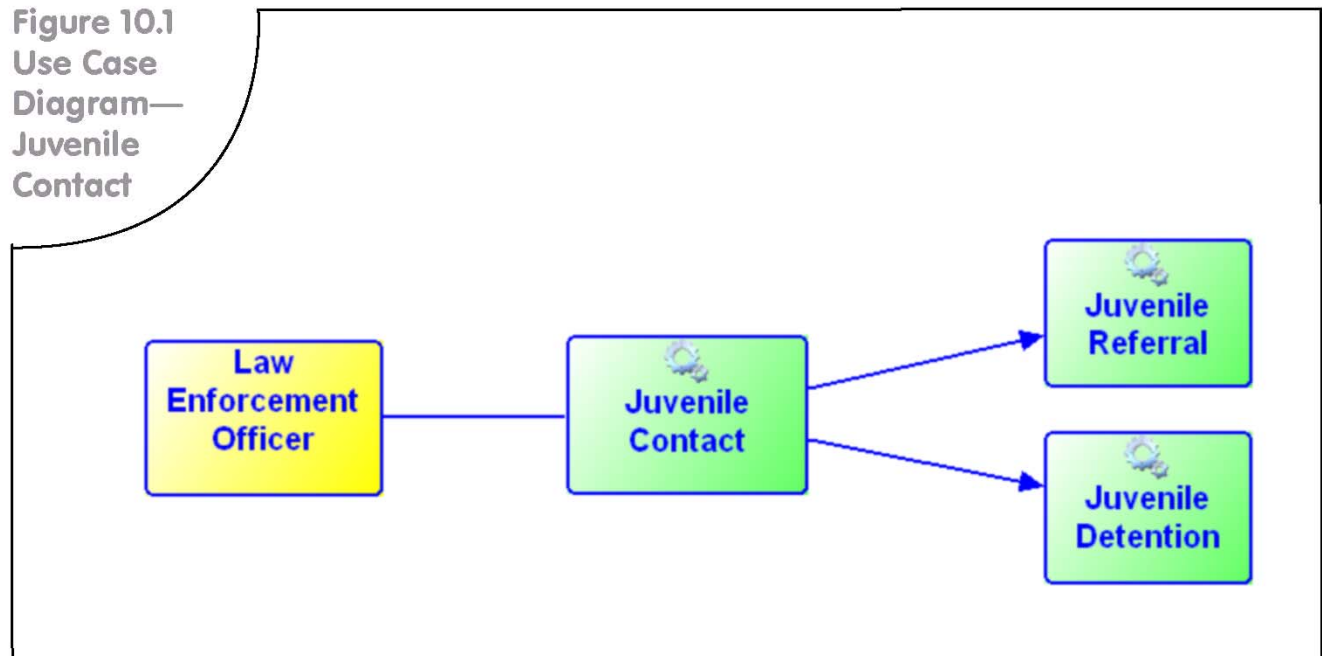 Figure 10.1
Use Case
Diagram—
Juvenile
Contact
Law
Enforcement
Officer
Juvenile
Contact
Juvenile
Referral
Juvenile
Detention